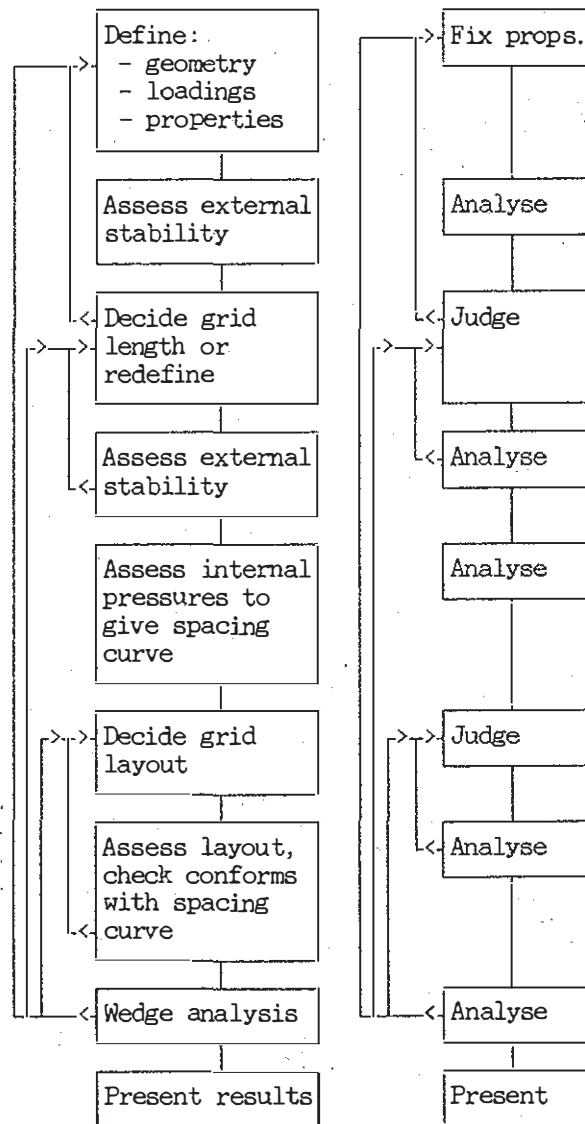 Define:
- geometry
- loadings
- properties
Assess external
stability
Decide grid
length or
redefine
Assess external
stability
Assess internal
pressures to
give spacing
curve
Decide grid
layout
Assess layout,
check conforms
with spacing
curve
Wedge analysis
Present results
Fix props.
Analyse
Judge
Analyse
Analyse
Judge
Analyse
Analyse
Present